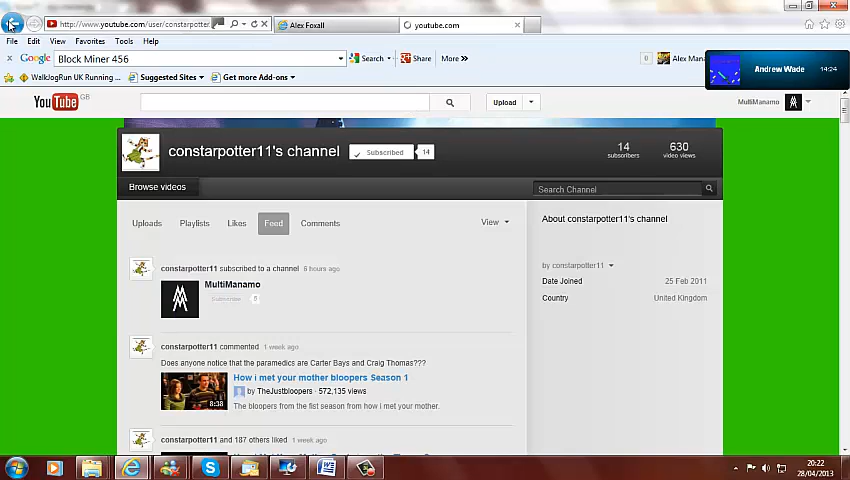 http://www.youtube.com/user/constarpotter
Alex Foxall
youtube.com
File Edit View Favorites Tools Help
x Google Block Miner 456 Search Share More »
0 Alex Mana
Andrew Wade 14:24
WalkJogRun UK Running ... Suggested Sites Get more Add-ons
YouTube GB
Upload
MultiManamo
constarpotter11's channel
Subscribed 14
14 subscribers
630 video views
Browse videos
Search Channel
Uploads Playlists Likes Feed Comments
View
About constarpotter11's channel
by constarpotter11
Date Joined 25 Feb 2011
Country United Kingdom
constarpotter11 subscribed to a channel 6 hours ago
MultiManamo
Subscribe 5
constarpotter11 commented 1 week ago
Does anyone notice that the paramedics are Carter Bays and Craig Thomas???
How i met your mother bloopers Season 1
by TheJustbloopers · 572,135 views
8:38
The bloopers from the fist season from how i met your mother.
constarpotter11 and 187 others liked 1 week ago
20:22
28/04/2013